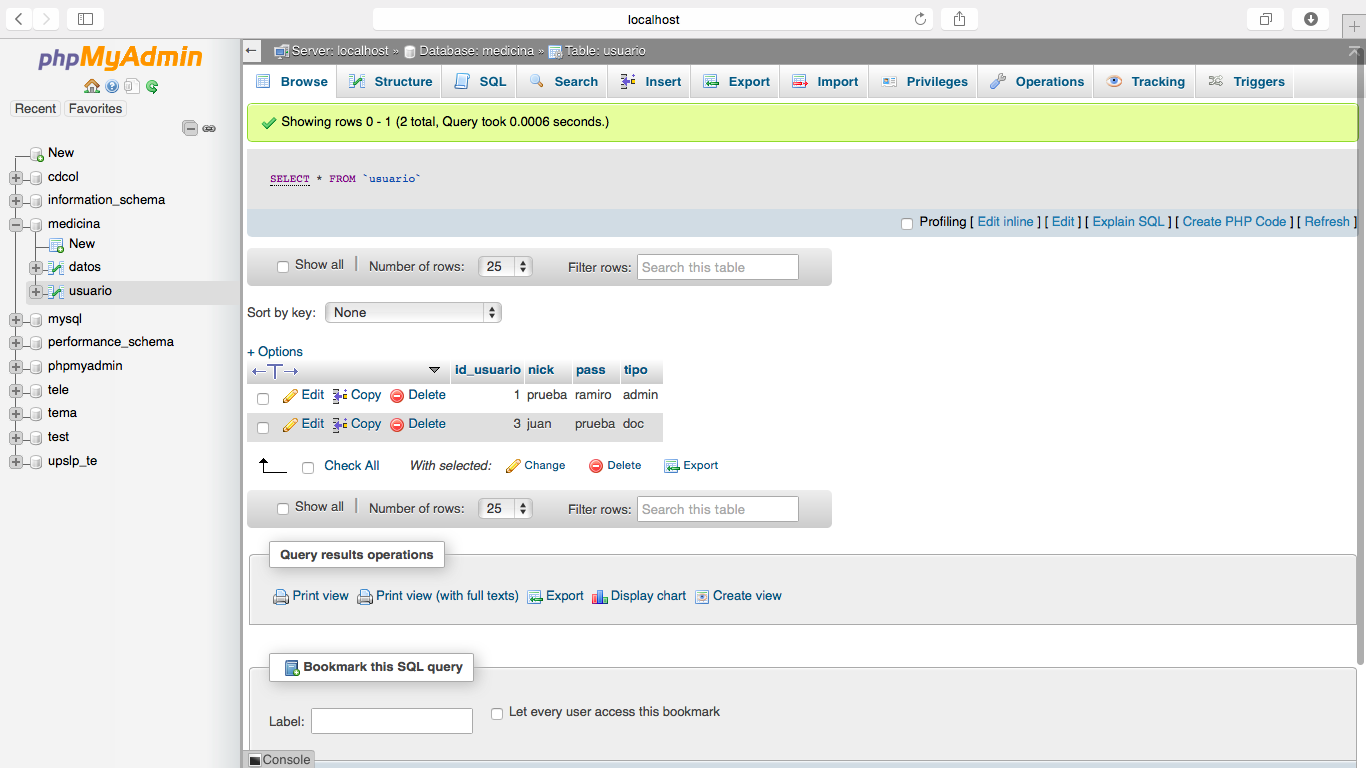 localhost
phpMyAdmin
Recent Favorites
New
cdcol
information_schema
medicina
New
datos
usuario
mysql
performance_schema
phpmyadmin
tele
tema
test
upslp_te
Server: localhost » Database: medicina » Table: usuario
Browse Structure SQL Search Insert Export Import Privileges Operations Tracking Triggers
Showing rows 0 - 1 (2 total, Query took 0.0006 seconds.)
SELECT * FROM `usuario`
Profiling [ Edit inline ] [ Edit ] [ Explain SQL ] [ Create PHP Code ] [ Refresh ]
Show all | Number of rows: 25 Filter rows: Search this table
Sort by key: None
+ Options
←T→ id_usuario nick pass tipo
Edit Copy Delete 1 prueba ramiro admin
Edit Copy Delete 3 juan prueba doc
Check All With selected: Change Delete Export
Show all | Number of rows: 25 Filter rows: Search this table
Query results operations
Print view Print view (with full texts) Export Display chart Create view
Bookmark this SQL query
Label: Let every user access this bookmark
Console